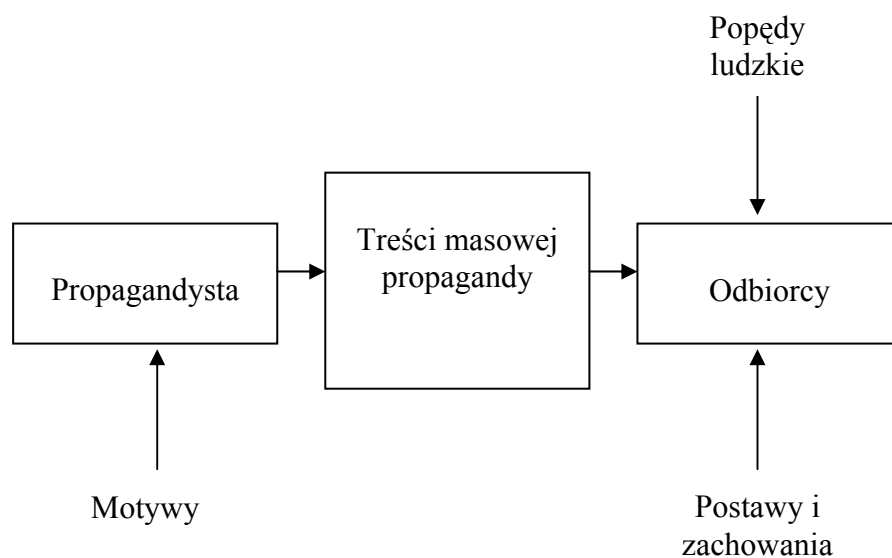 Popędy
ludzkie
Treści masowej
propagandy
Propagandysta
Odbiorcy
Motywy
Postawy i
zachowania